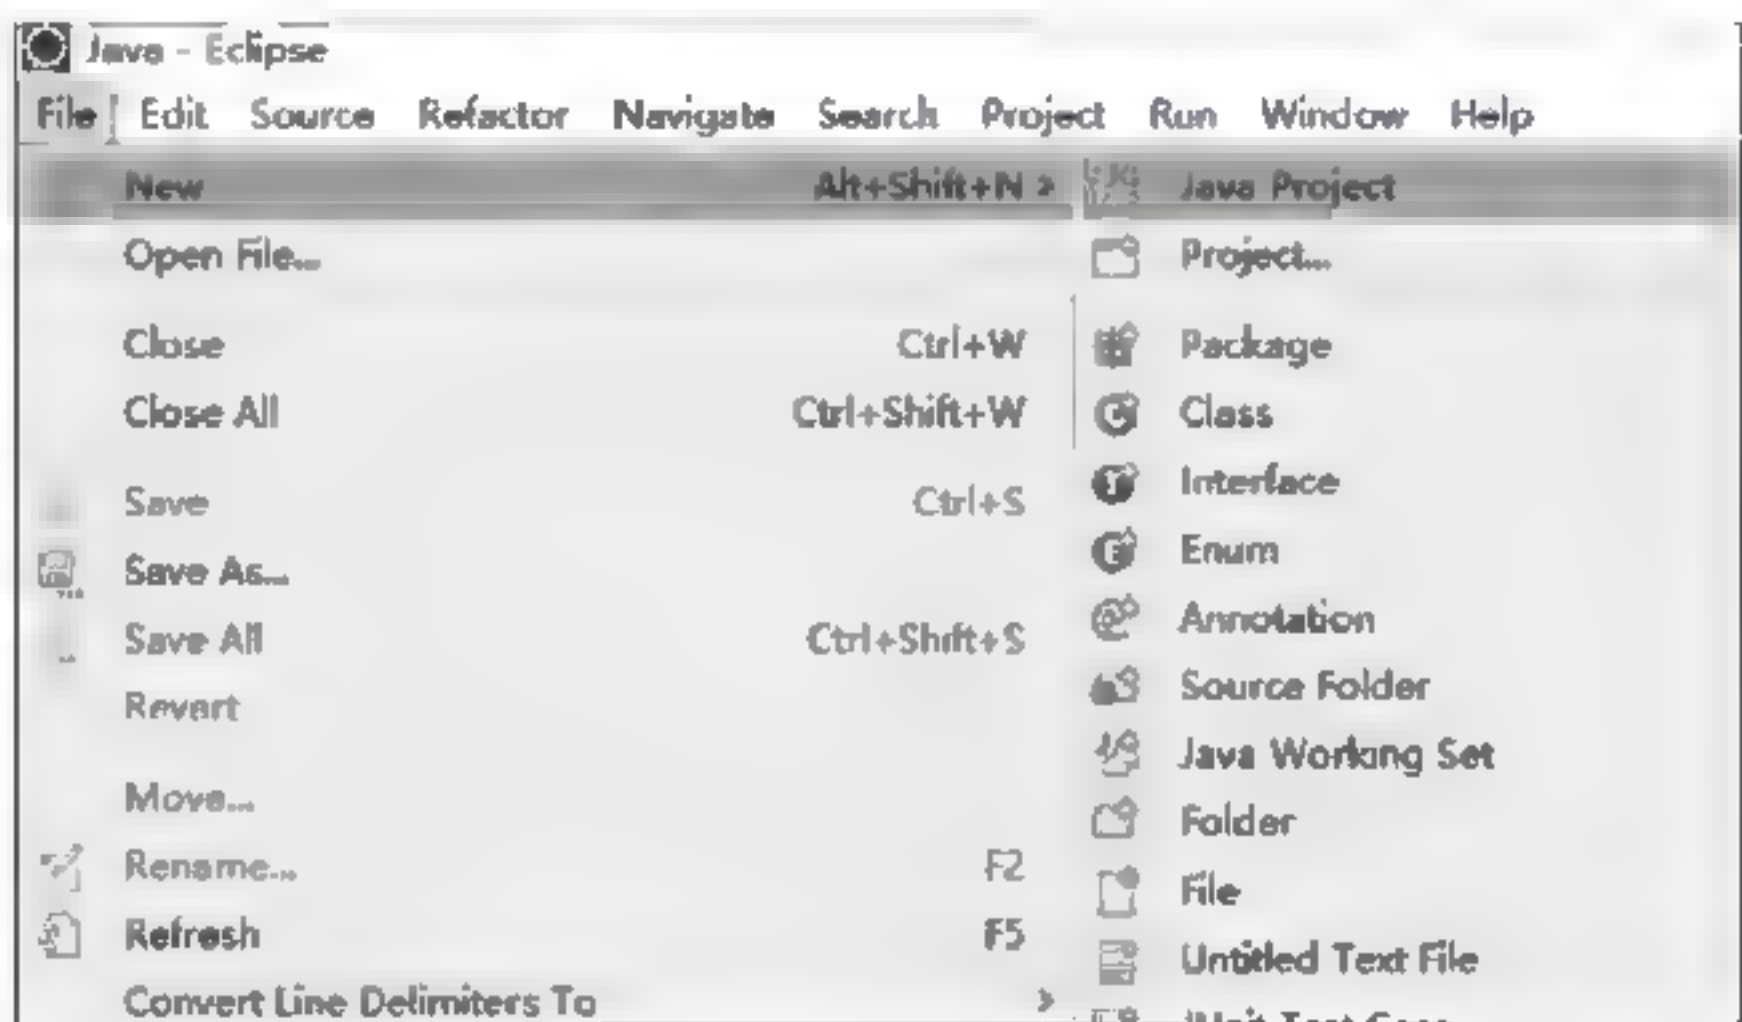 Java - Eclipse
File Edit Source Refactor Navigate Search Project Run Window Help
New Alt+Shift+N > Java Project
Open File... Project...
Close Ctrl+W Package
Close All Ctrl+Shift+W Class
Interface
Save Ctrl+S
Enum
Save As...
Annotation
Save All Ctrl+Shift+S
Source Folder
Revert
Java Working Set
Move...
Folder
Rename... F2
File
Refresh F5
Untitled Text File
Convert Line Delimiters To >
JUnit Test Case